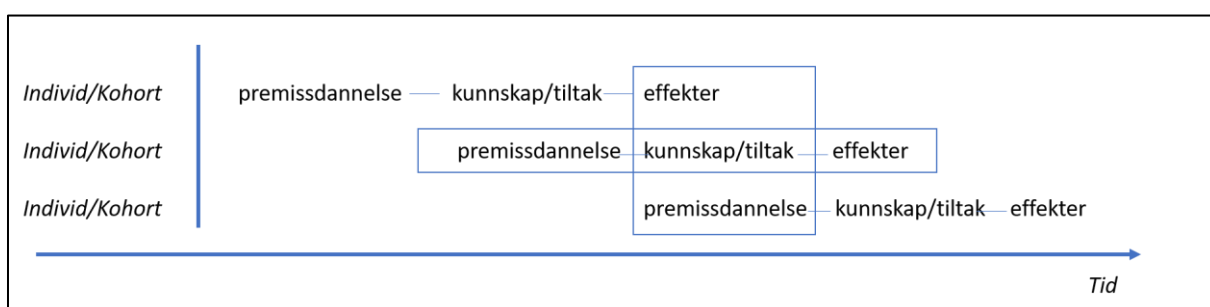 Individ/Kohort premissdannelse kunnskap/tiltak effekter
Individ/Kohort premissdannelse kunnskap/tiltak effekter
Individ/Kohort premissdannelse kunnskap/tiltak effekter
Tid